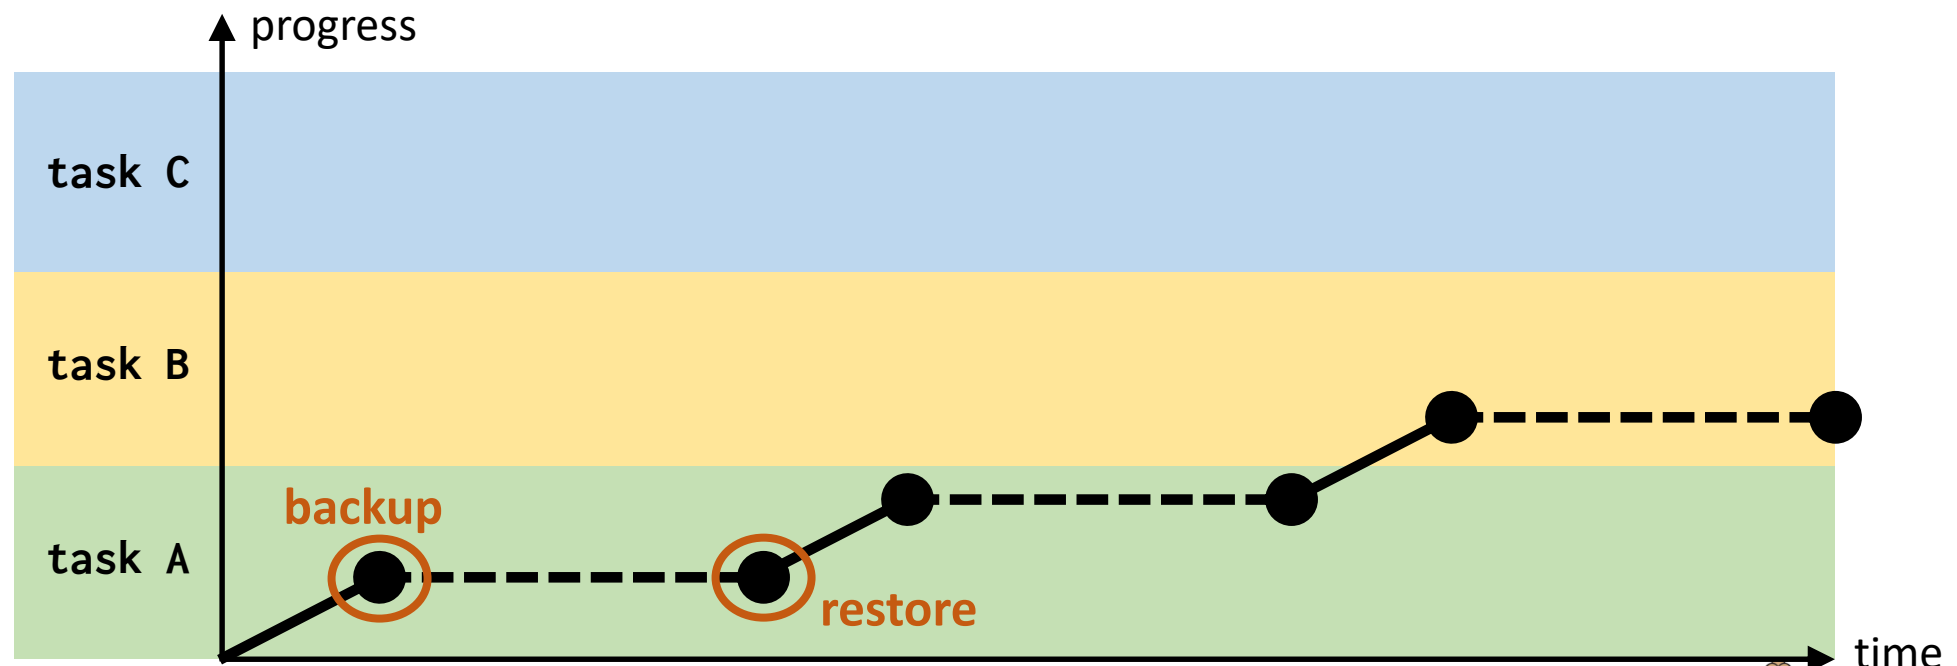 progress
task C
task B
backup
task A
restore
time